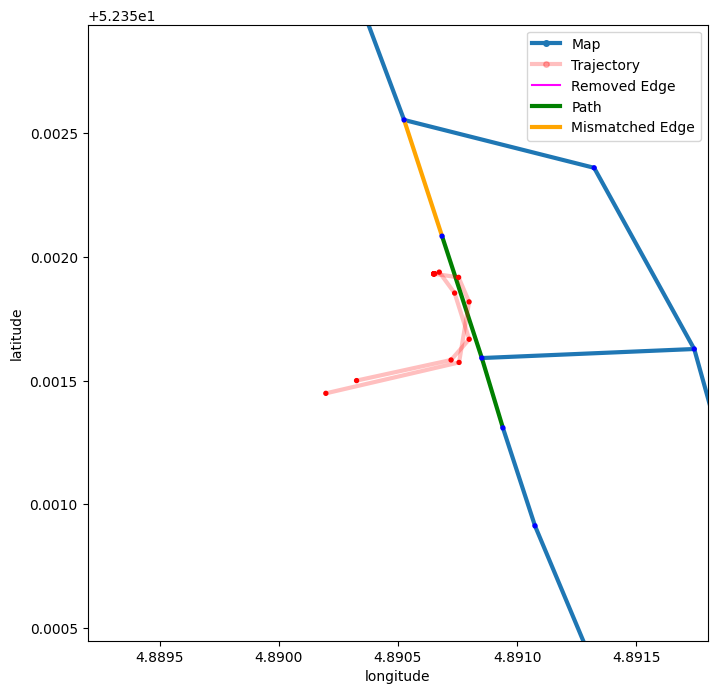 +5.235e1
Map
Trajectory
Removed Edge
Path
Mismatched Edge
0.0025
0.0020
0.0015
0.0010
0.0005
latitude
4.8895 4.8900 4.8905 4.8910 4.8915
longitude